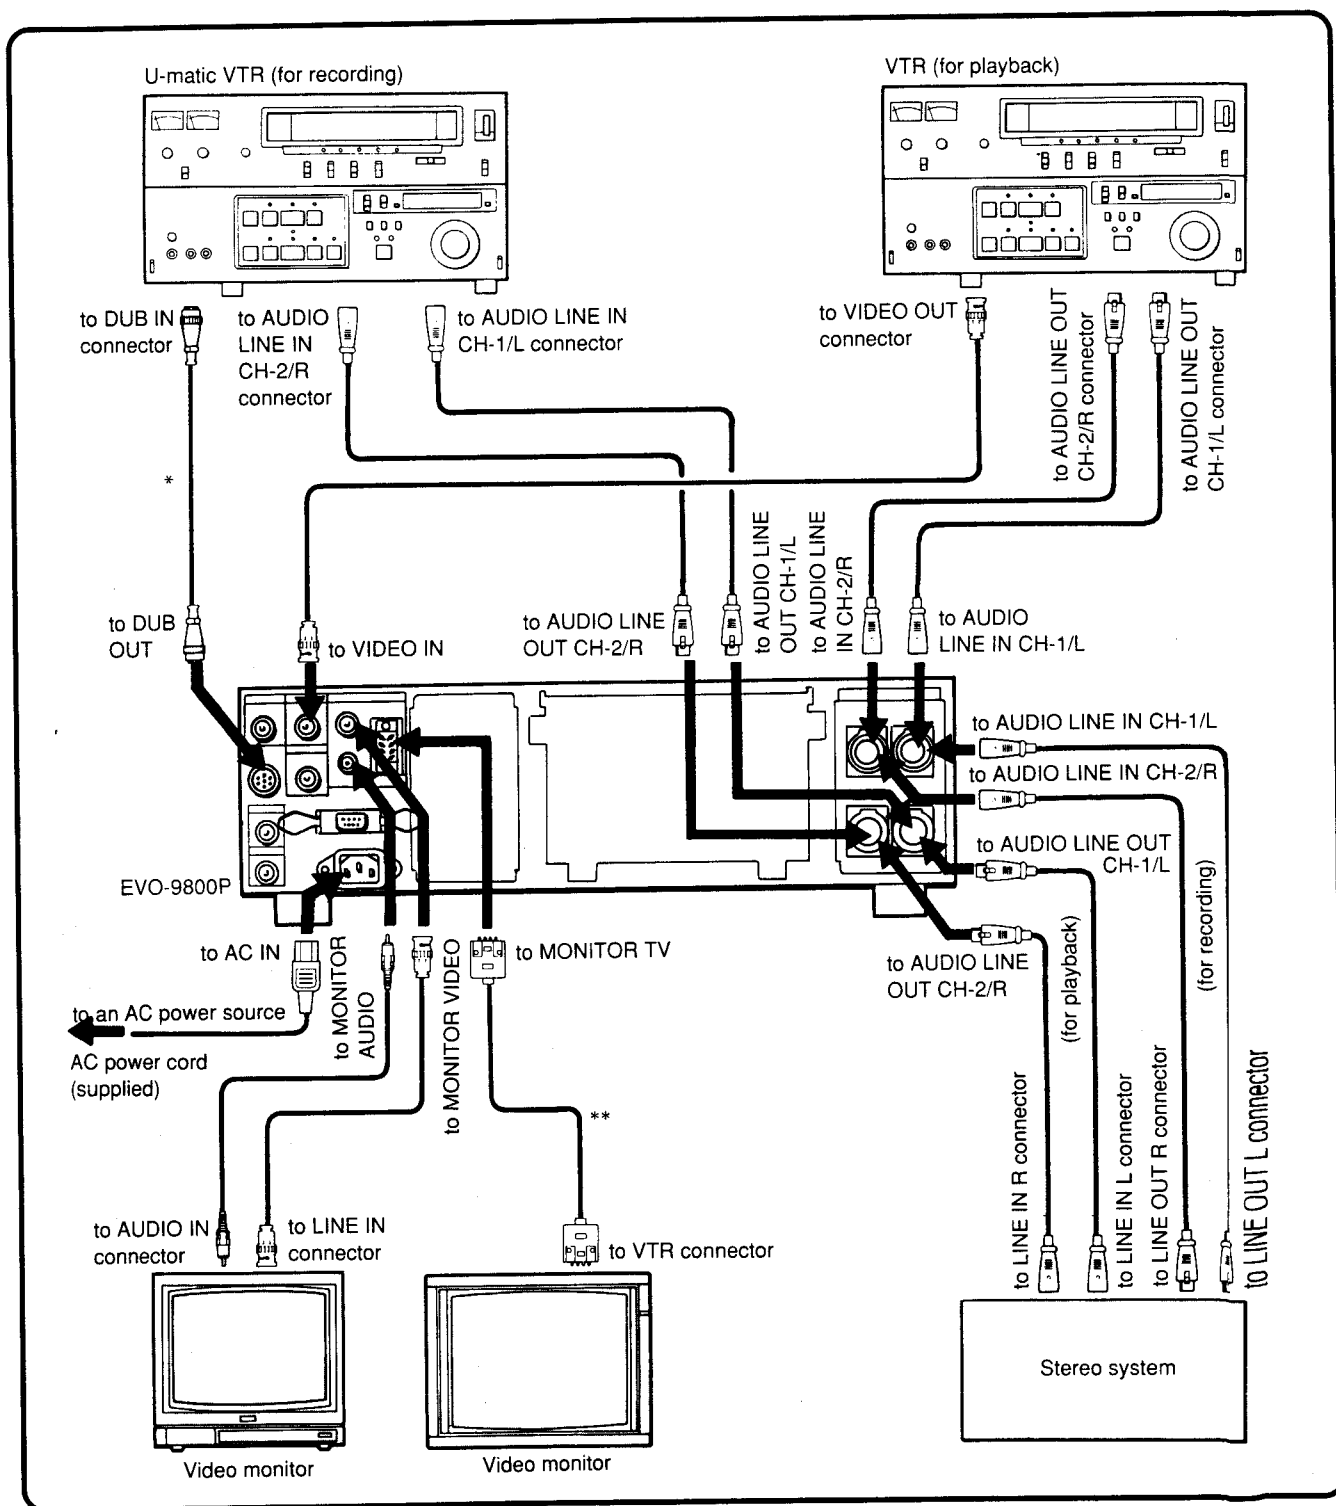 U-matic VTR (for recording)
VTR (for playback)
to DUB IN
connector
to AUDIO
LINE IN
CH-2/R
connector
to AUDIO LINE IN
CH-1/L connector
to VIDEO OUT
connector
to AUDIO LINE OUT
CH-2/R connector
to AUDIO LINE OUT
CH-1/L connector
*
to DUB
OUT
to VIDEO IN
to AUDIO LINE
OUT CH-2/R
to AUDIO LINE
OUT CH-1/L
to AUDIO LINE
IN CH-2/R
to AUDIO
LINE IN CH-1/L
to AUDIO LINE IN CH-1/L
to AUDIO LINE IN CH-2/R
to AUDIO LINE OUT
CH-1/L
EVO-9800P
to AC IN
to MONITOR
AUDIO
to MONITOR VIDEO
to MONITOR TV
to AUDIO LINE
OUT CH-2/R
(for playback)
(for recording)
to an AC power source
AC power cord
(supplied)
**
to AUDIO IN
connector
to LINE IN
connector
to VTR connector
to LINE IN R connector
to LINE IN L connector
to LINE OUT R connector
to LINE OUT L connector
Stereo system
Video monitor
Video monitor